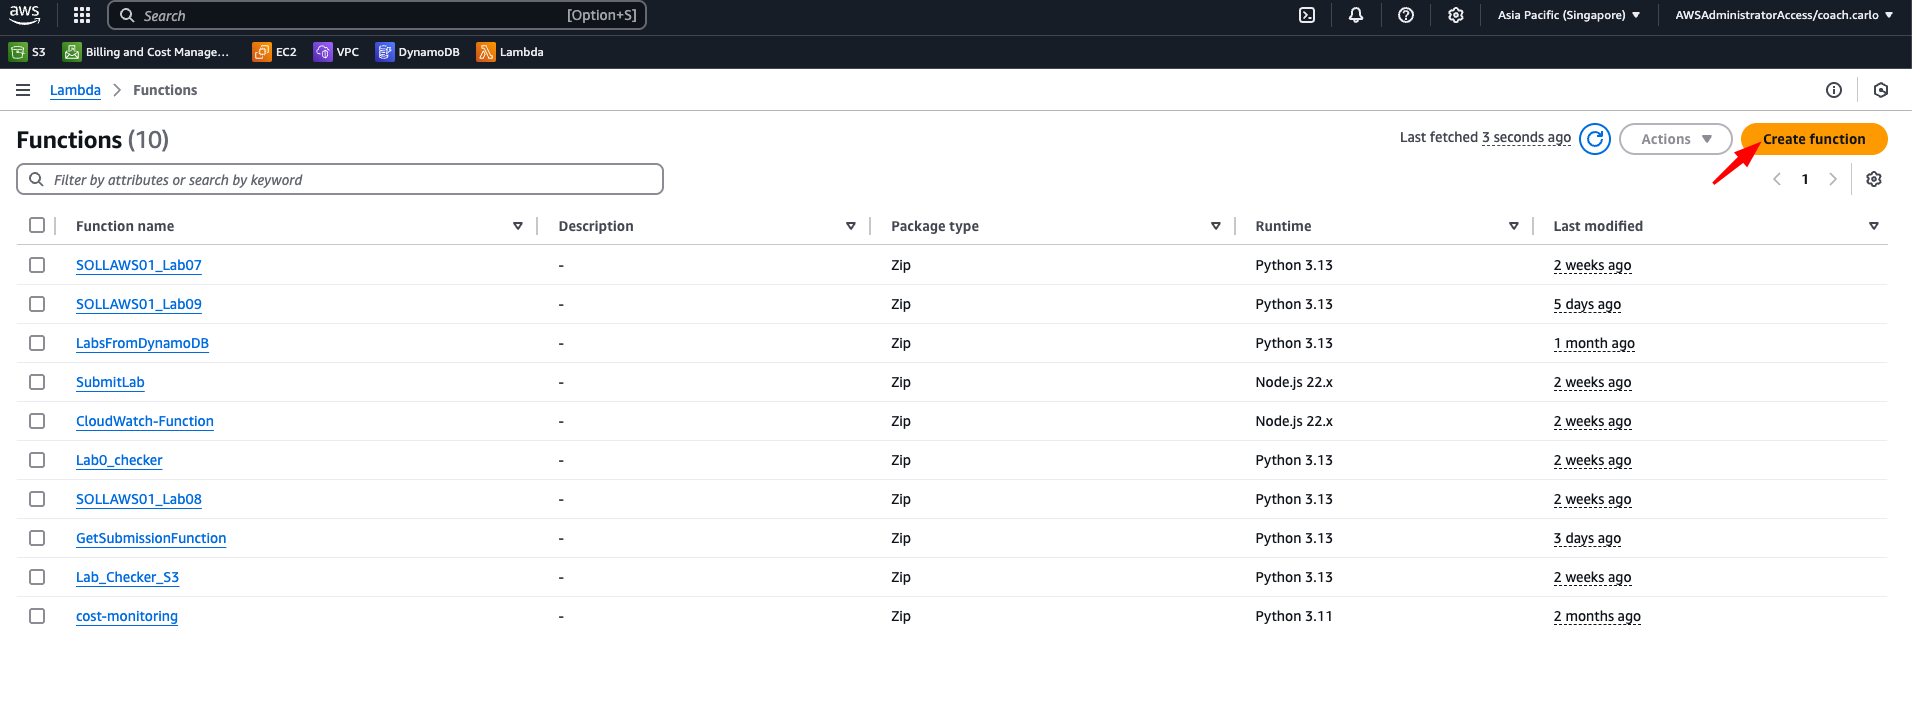 aws Search [Option+S] Asia Pacific (Singapore) AWSAdministratorAccess/coach.carlo
S3 Billing and Cost Manage... EC2 VPC DynamoDB Lambda
Lambda Functions
Functions (10) Last fetched 3 seconds ago Actions Create function
Filter by attributes or search by keyword 1
Function name Description Package type Runtime Last modified
SOLLAWS01_Lab07 - Zip Python 3.13 2 weeks ago
SOLLAWS01_Lab09 - Zip Python 3.13 5 days ago
LabsFromDynamoDB - Zip Python 3.13 1 month ago
SubmitLab - Zip Node.js 22.x 2 weeks ago
CloudWatch-Function - Zip Node.js 22.x 2 weeks ago
Lab0_checker - Zip Python 3.13 2 weeks ago
SOLLAWS01_Lab08 - Zip Python 3.13 2 weeks ago
GetSubmissionFunction - Zip Python 3.13 3 days ago
Lab_Checker_S3 - Zip Python 3.13 2 weeks ago
cost-monitoring - Zip Python 3.11 2 months ago